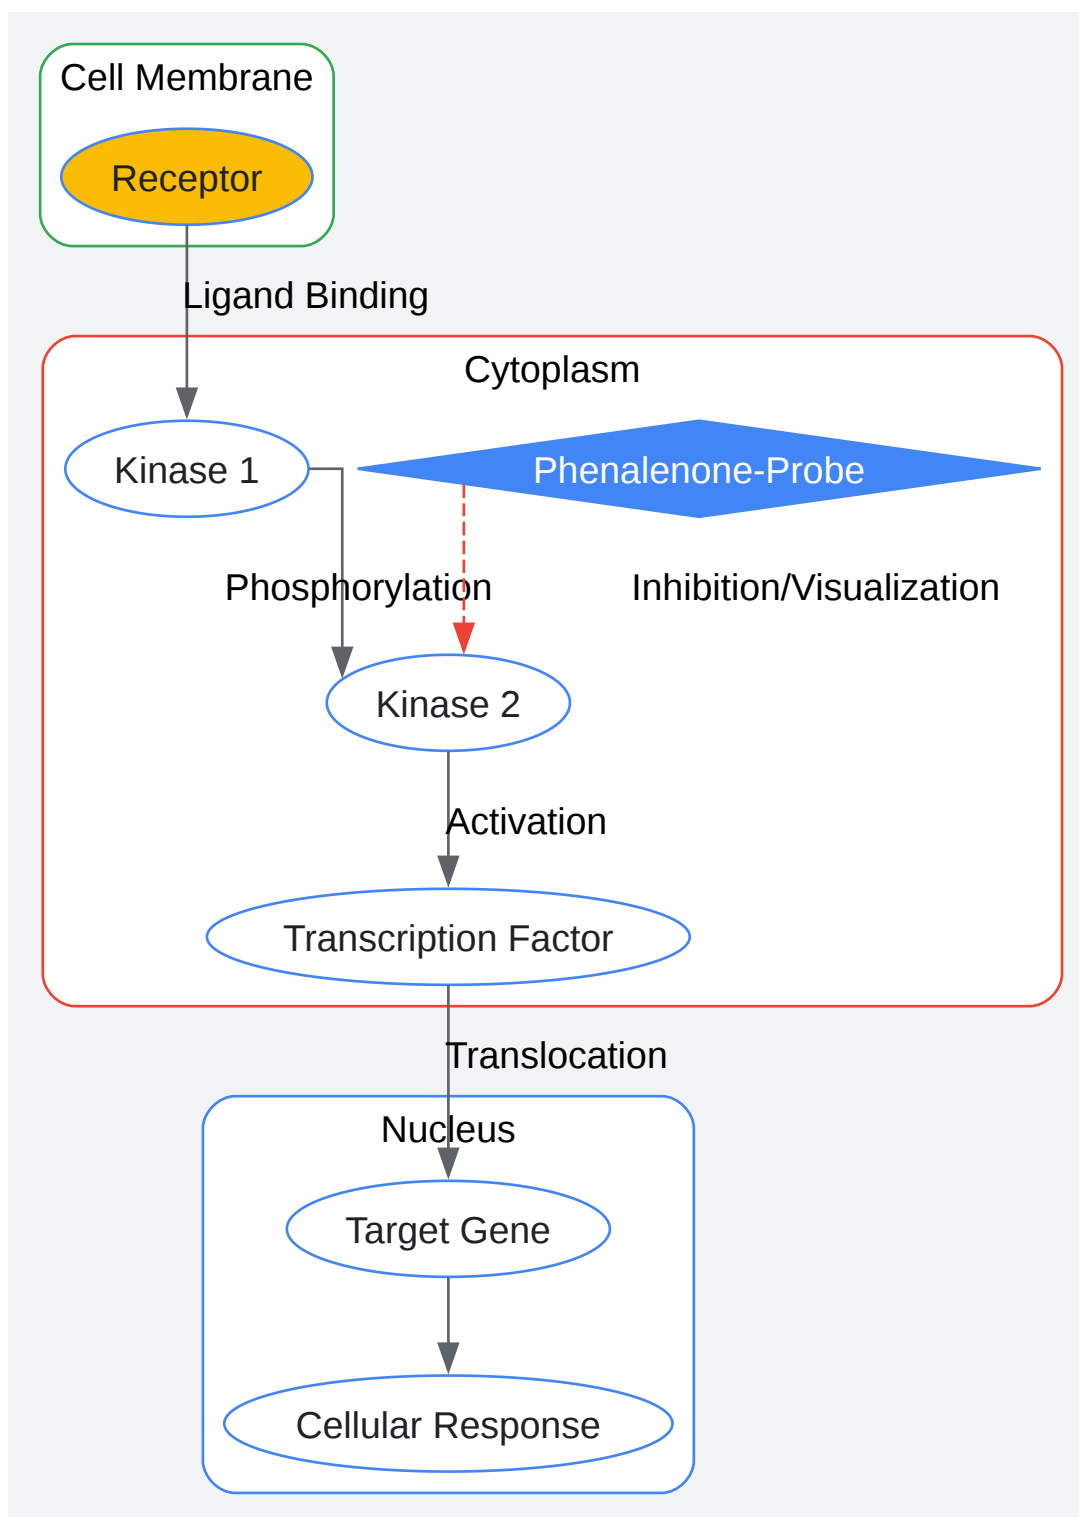 Cell Membrane
Receptor
Ligand Binding
Cytoplasm
Kinase 1
Phenalenone-Probe
Phosphorylation
Inhibition/Visualization
Kinase 2
Activation
Transcription Factor
Translocation
Nucleus
Target Gene
Cellular Response